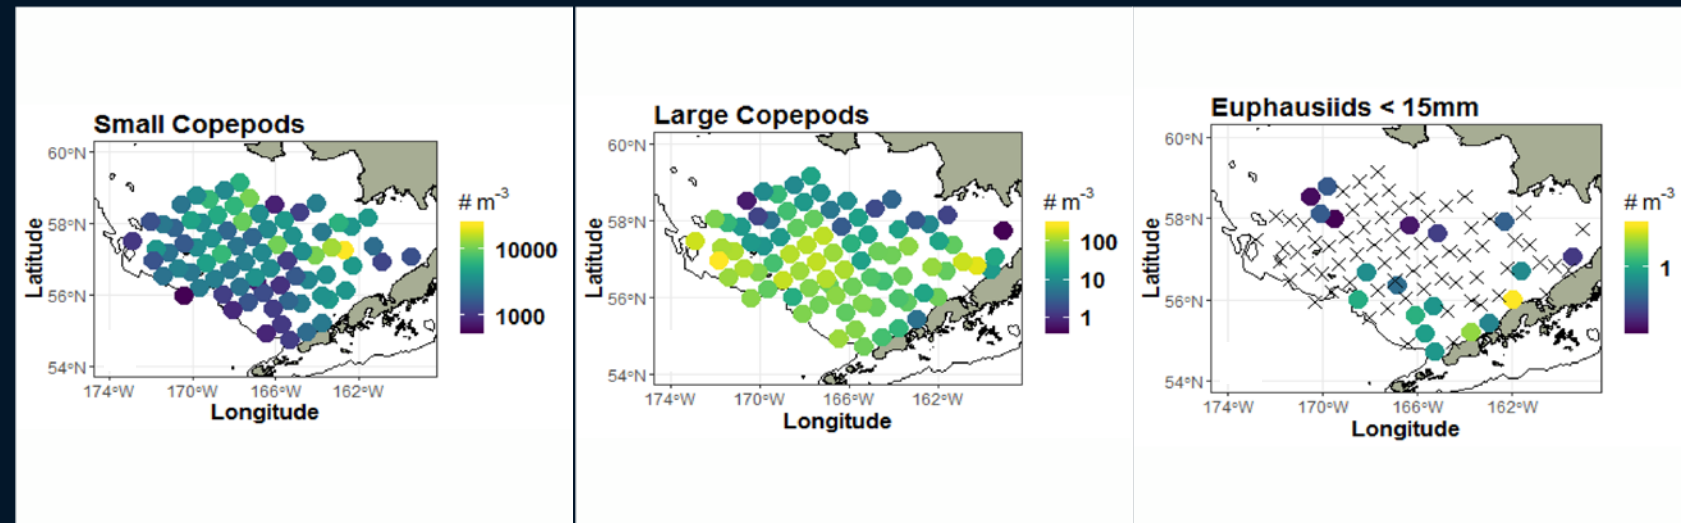 Small Copepods
60°N
58°N
56°N
54°N
174°W 170°W 166°W 162°W
Longitude
Latitude
# m-3
10000
1000
Large Copepods
60°N
58°N
56°N
54°N
174°W 170°W 166°W 162°W
Longitude
Latitude
# m-3
100
10
1
Euphausiids < 15mm
60°N
58°N
56°N
54°N
174°W 170°W 166°W 162°W
Longitude
Latitude
# m-3
1